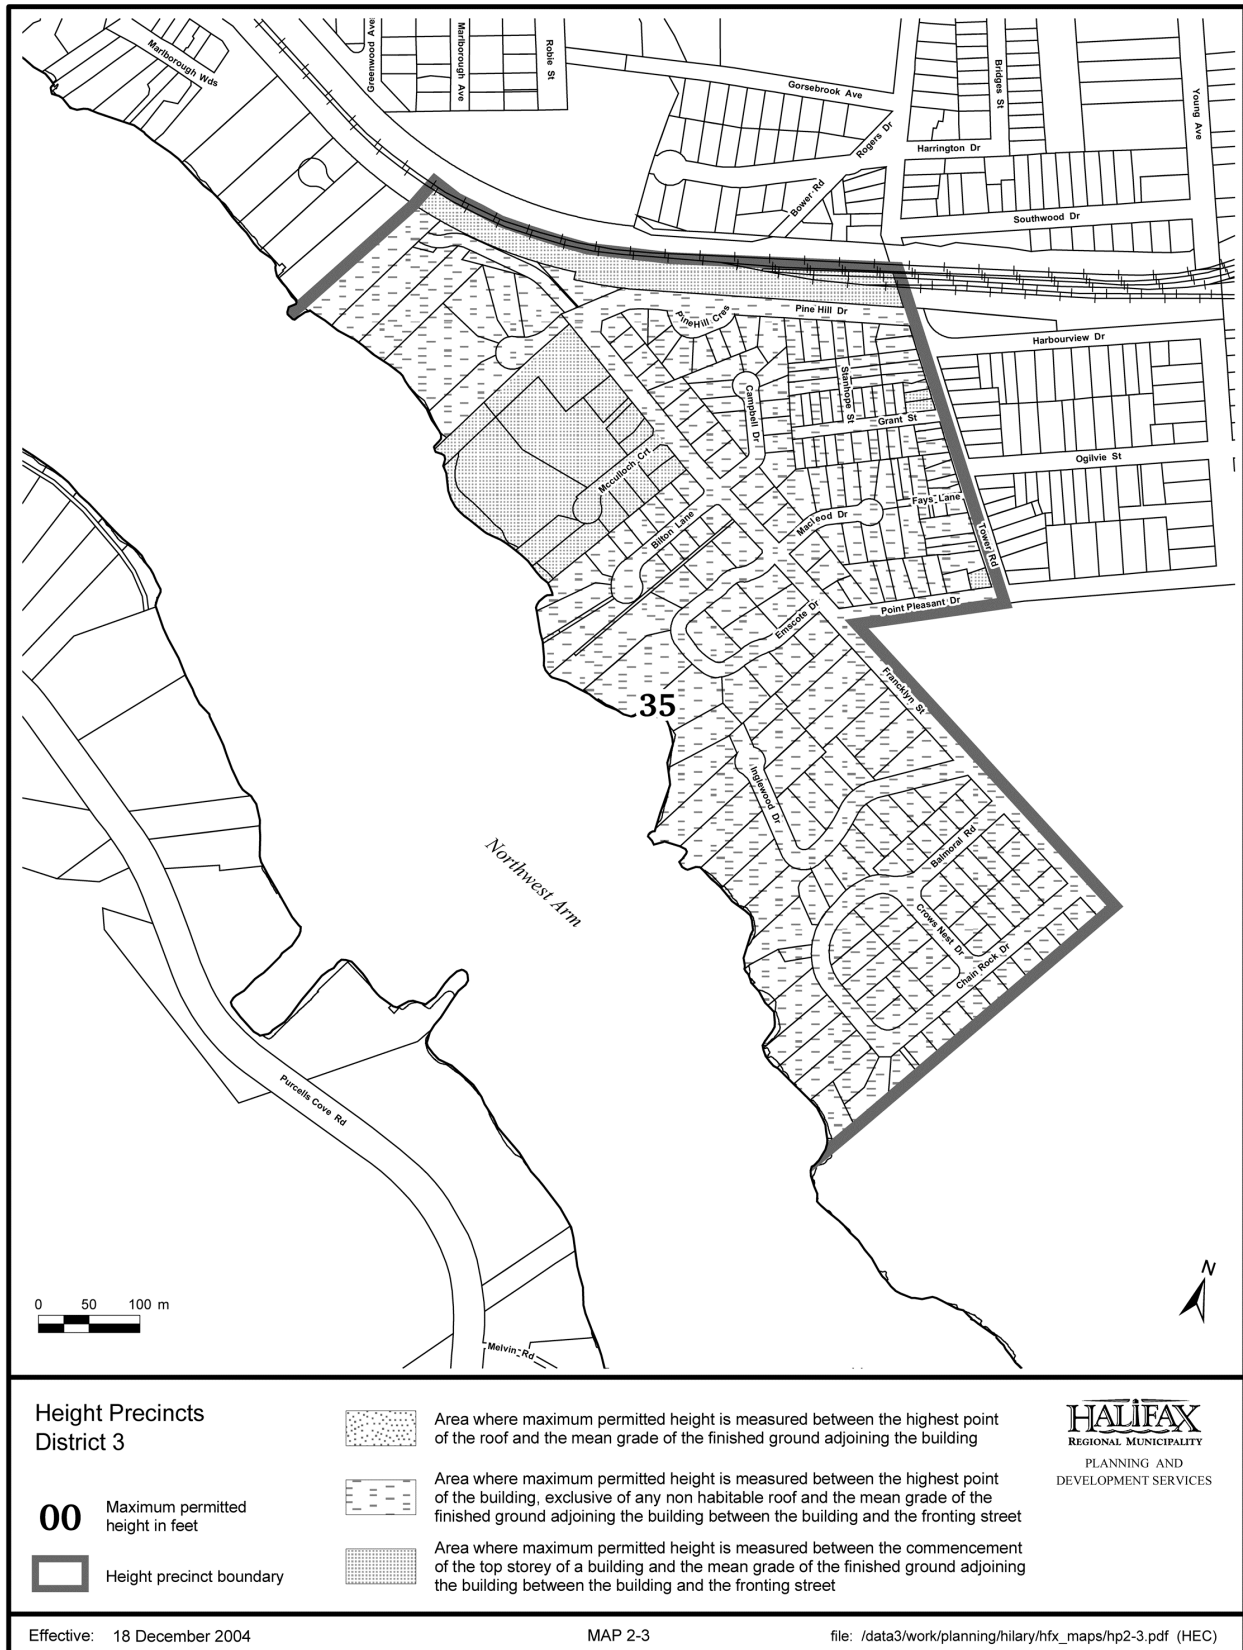 Marlborough Wds
Greenwood Ave
Marlborough Ave
Robie St
Gorsebrook Ave
Bridges St
Young Ave
Rogers Dr
Harrington Dr
Bower Rd
Southwood Dr
PineHill Cres
Pine Hill Dr
Harbourview Dr
Campbell Dr
Stanhope St
Grant St
Ogilvie St
Mcculloch Crt
Bilton Lane
Macleod Dr
Fays Lane
Tower Rd
Point Pleasant Dr
Emscote Dr
Francklyn St
35
Inglewood Dr
Balmoral Rd
Northwest Arm
Crows Nest Dr
Chain Rock Dr
Purcells Cove Rd
Melvin Rd
N
0 50 100 m
Height Precincts
District 3
00 Maximum permitted
height in feet
Height precinct boundary
Area where maximum permitted height is measured between the highest point
of the roof and the mean grade of the finished ground adjoining the building
Area where maximum permitted height is measured between the highest point
of the building, exclusive of any non habitable roof and the mean grade of the
finished ground adjoining the building between the building and the fronting street
Area where maximum permitted height is measured between the commencement
of the top storey of a building and the mean grade of the finished ground adjoining
the building between the building and the fronting street
HALIFAX
REGIONAL MUNICIPALITY
PLANNING AND
DEVELOPMENT SERVICES
Effective: 18 December 2004
MAP 2-3
file: /data3/work/planning/hilary/hfx_maps/hp2-3.pdf (HEC)